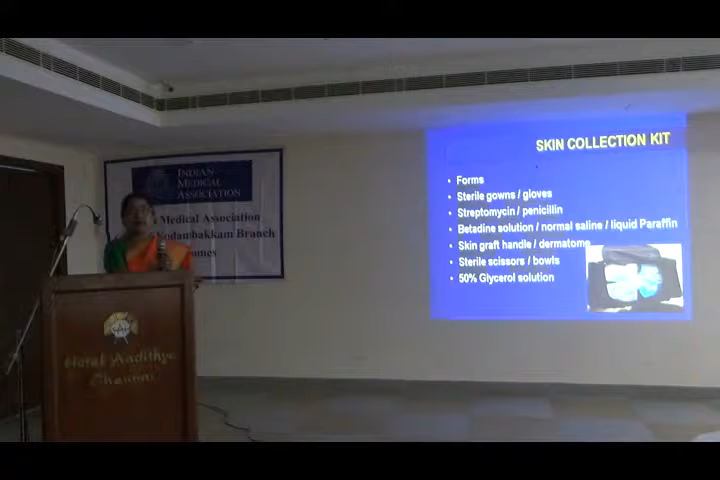 INDIAN
MEDICAL
ASSOCIATION
Medical Association
Kodambakkam Branch
SKIN COLLECTION KIT
• Forms
• Sterile gowns / gloves
• Streptomycin / penicillin
• Betadine solution / normal saline / liquid Paraffin
• Skin graft handle / dermatome
• Sterile scissors / bowls
• 50% Glycerol solution
Hotel Aadithya
Chennai